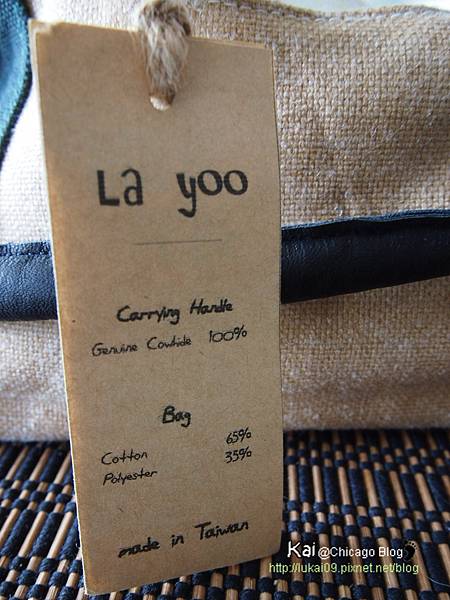 La yoo
Carrying Handle
Genuine Cowhide 100%
Bag
Cotton 65%
Polyester 35%
made in Taiwan
Kai @Chicago Blog
http://lukai09.pixnet.net/blog